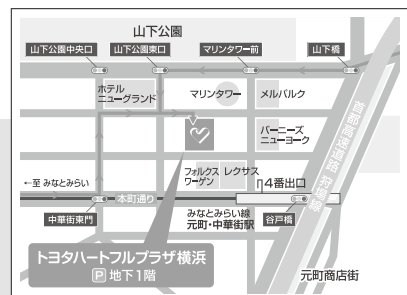 山下公園
山下公園中央口
山下公園東口
マリンタワー前
山下橋
ホテル
ニューグランド
マリンタワー
メルパルク
バーニーズ
ニューヨーク
首都高速道路 狩場線
フォルクス
ワーゲン
レクサス
4番出口
←至 みなとみらい
本町通り
中華街東門
みなとみらい線
元町・中華街駅
谷戸橋
トヨタハートフルプラザ横浜
P 地下1階
元町商店街